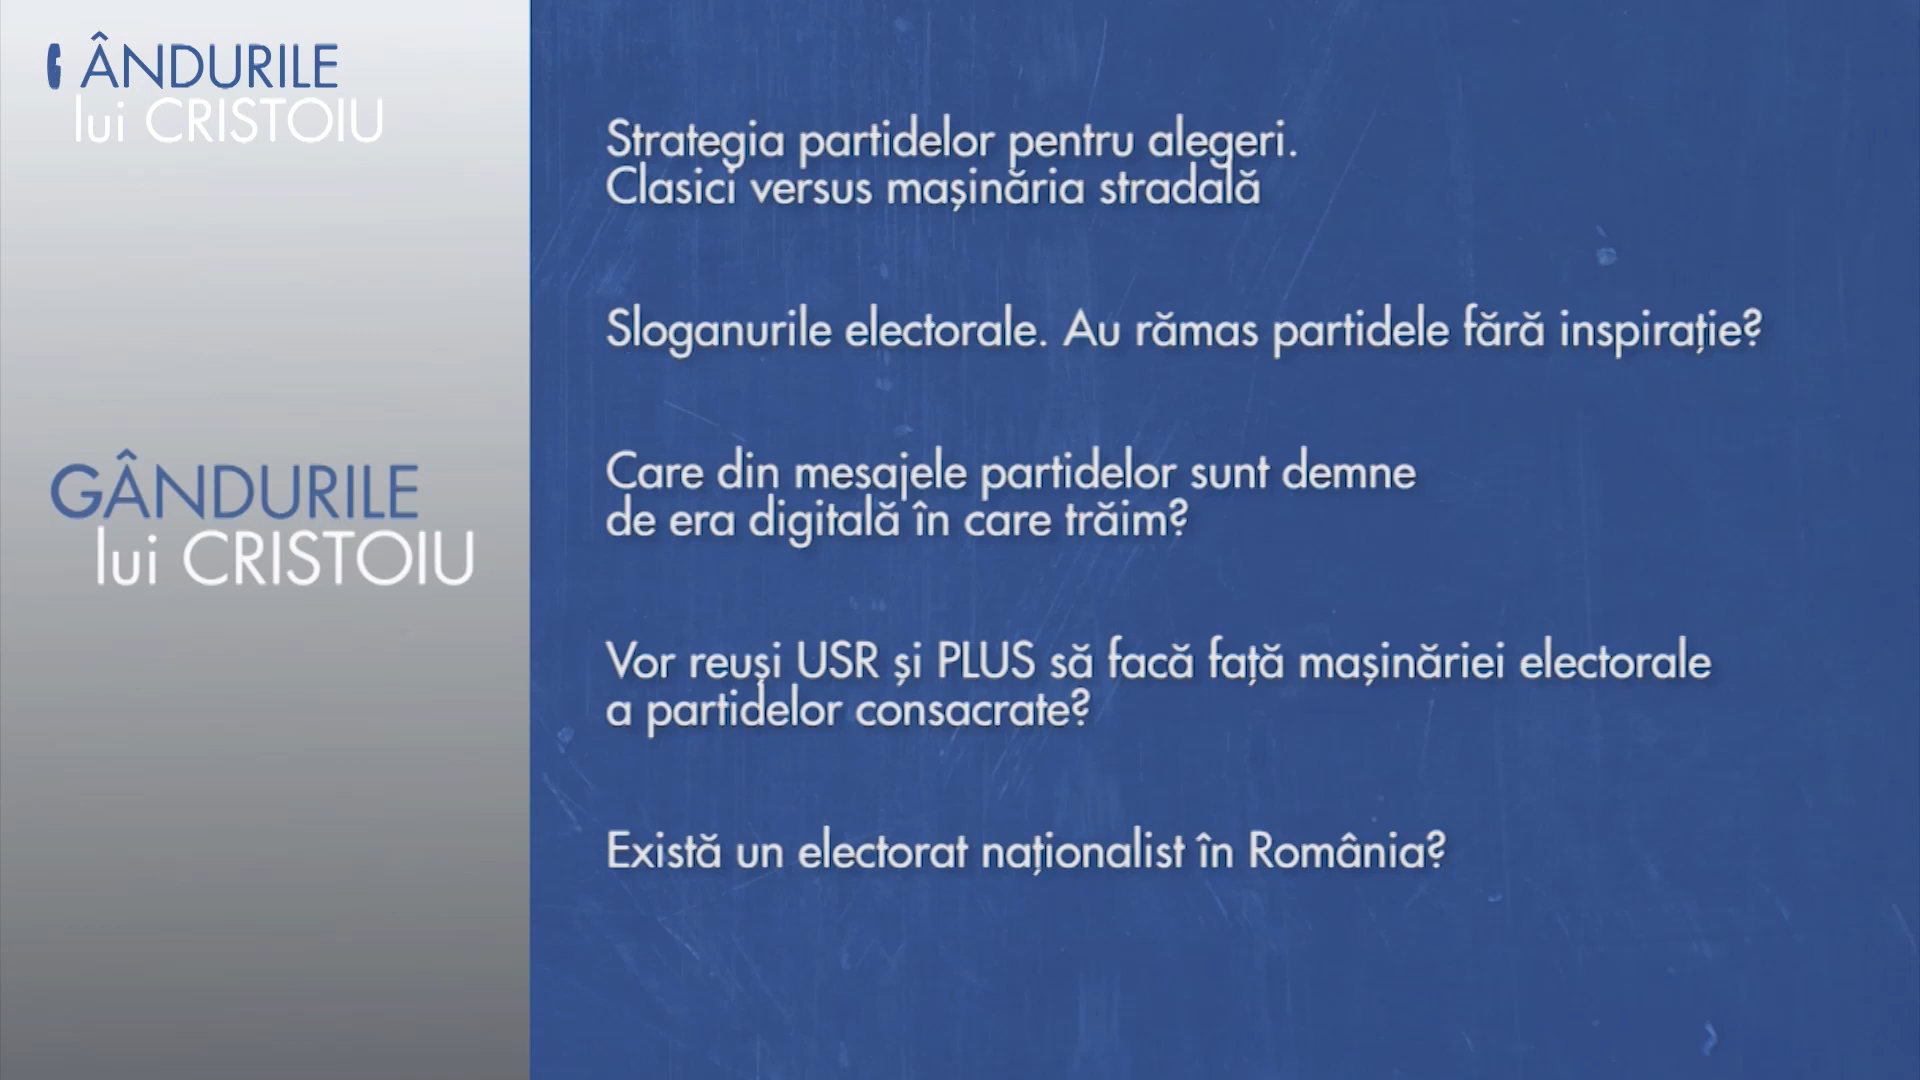 ÂNDURILE
lui CRISTOIU
GÂNDURILE
lui CRISTOIU
Strategia partidelor pentru alegeri.
Clasici versus mașinăria stradală
Sloganurile electorale. Au rămas partidele fără inspirație?
Care din mesajele partidelor sunt demne
de era digitală în care trăim?
Vor reuși USR și PLUS să facă față mașinăriei electorale
a partidelor consacrate?
Există un electorat naționalist în România?